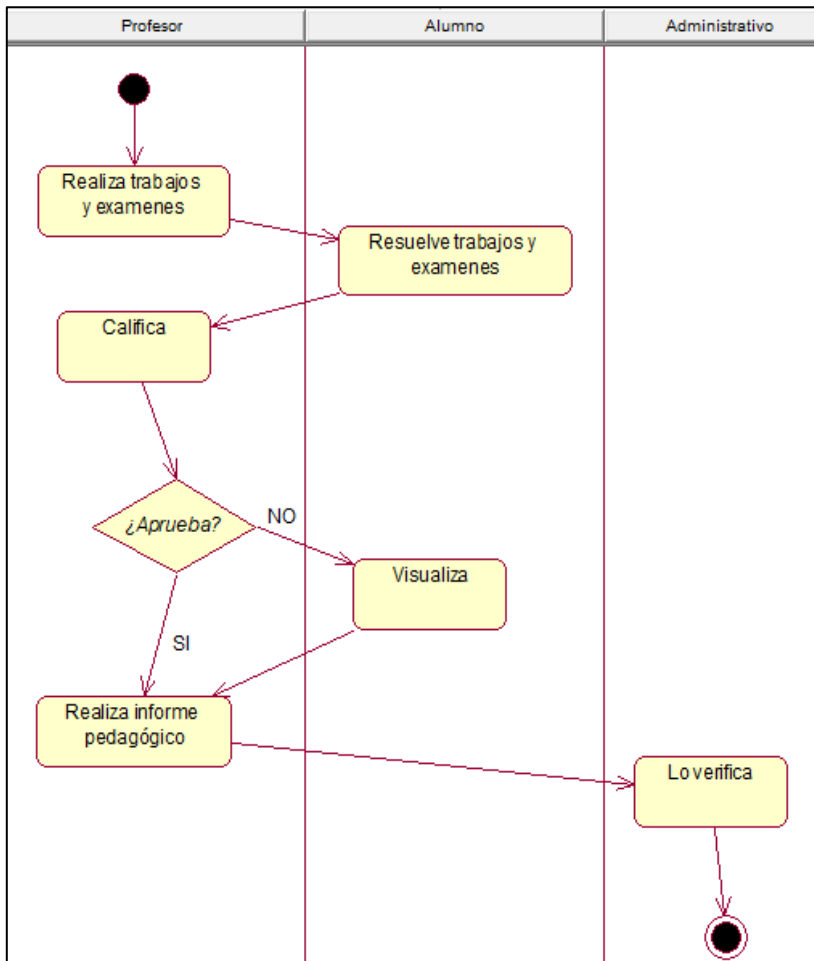 Profesor
Alumno
Administrativo
Realiza trabajos
y examenes
Resuelve trabajos y
examenes
Califica
¿Aprueba?
NO
Visualiza
SI
Realiza informe
pedagógico
Lo verifica